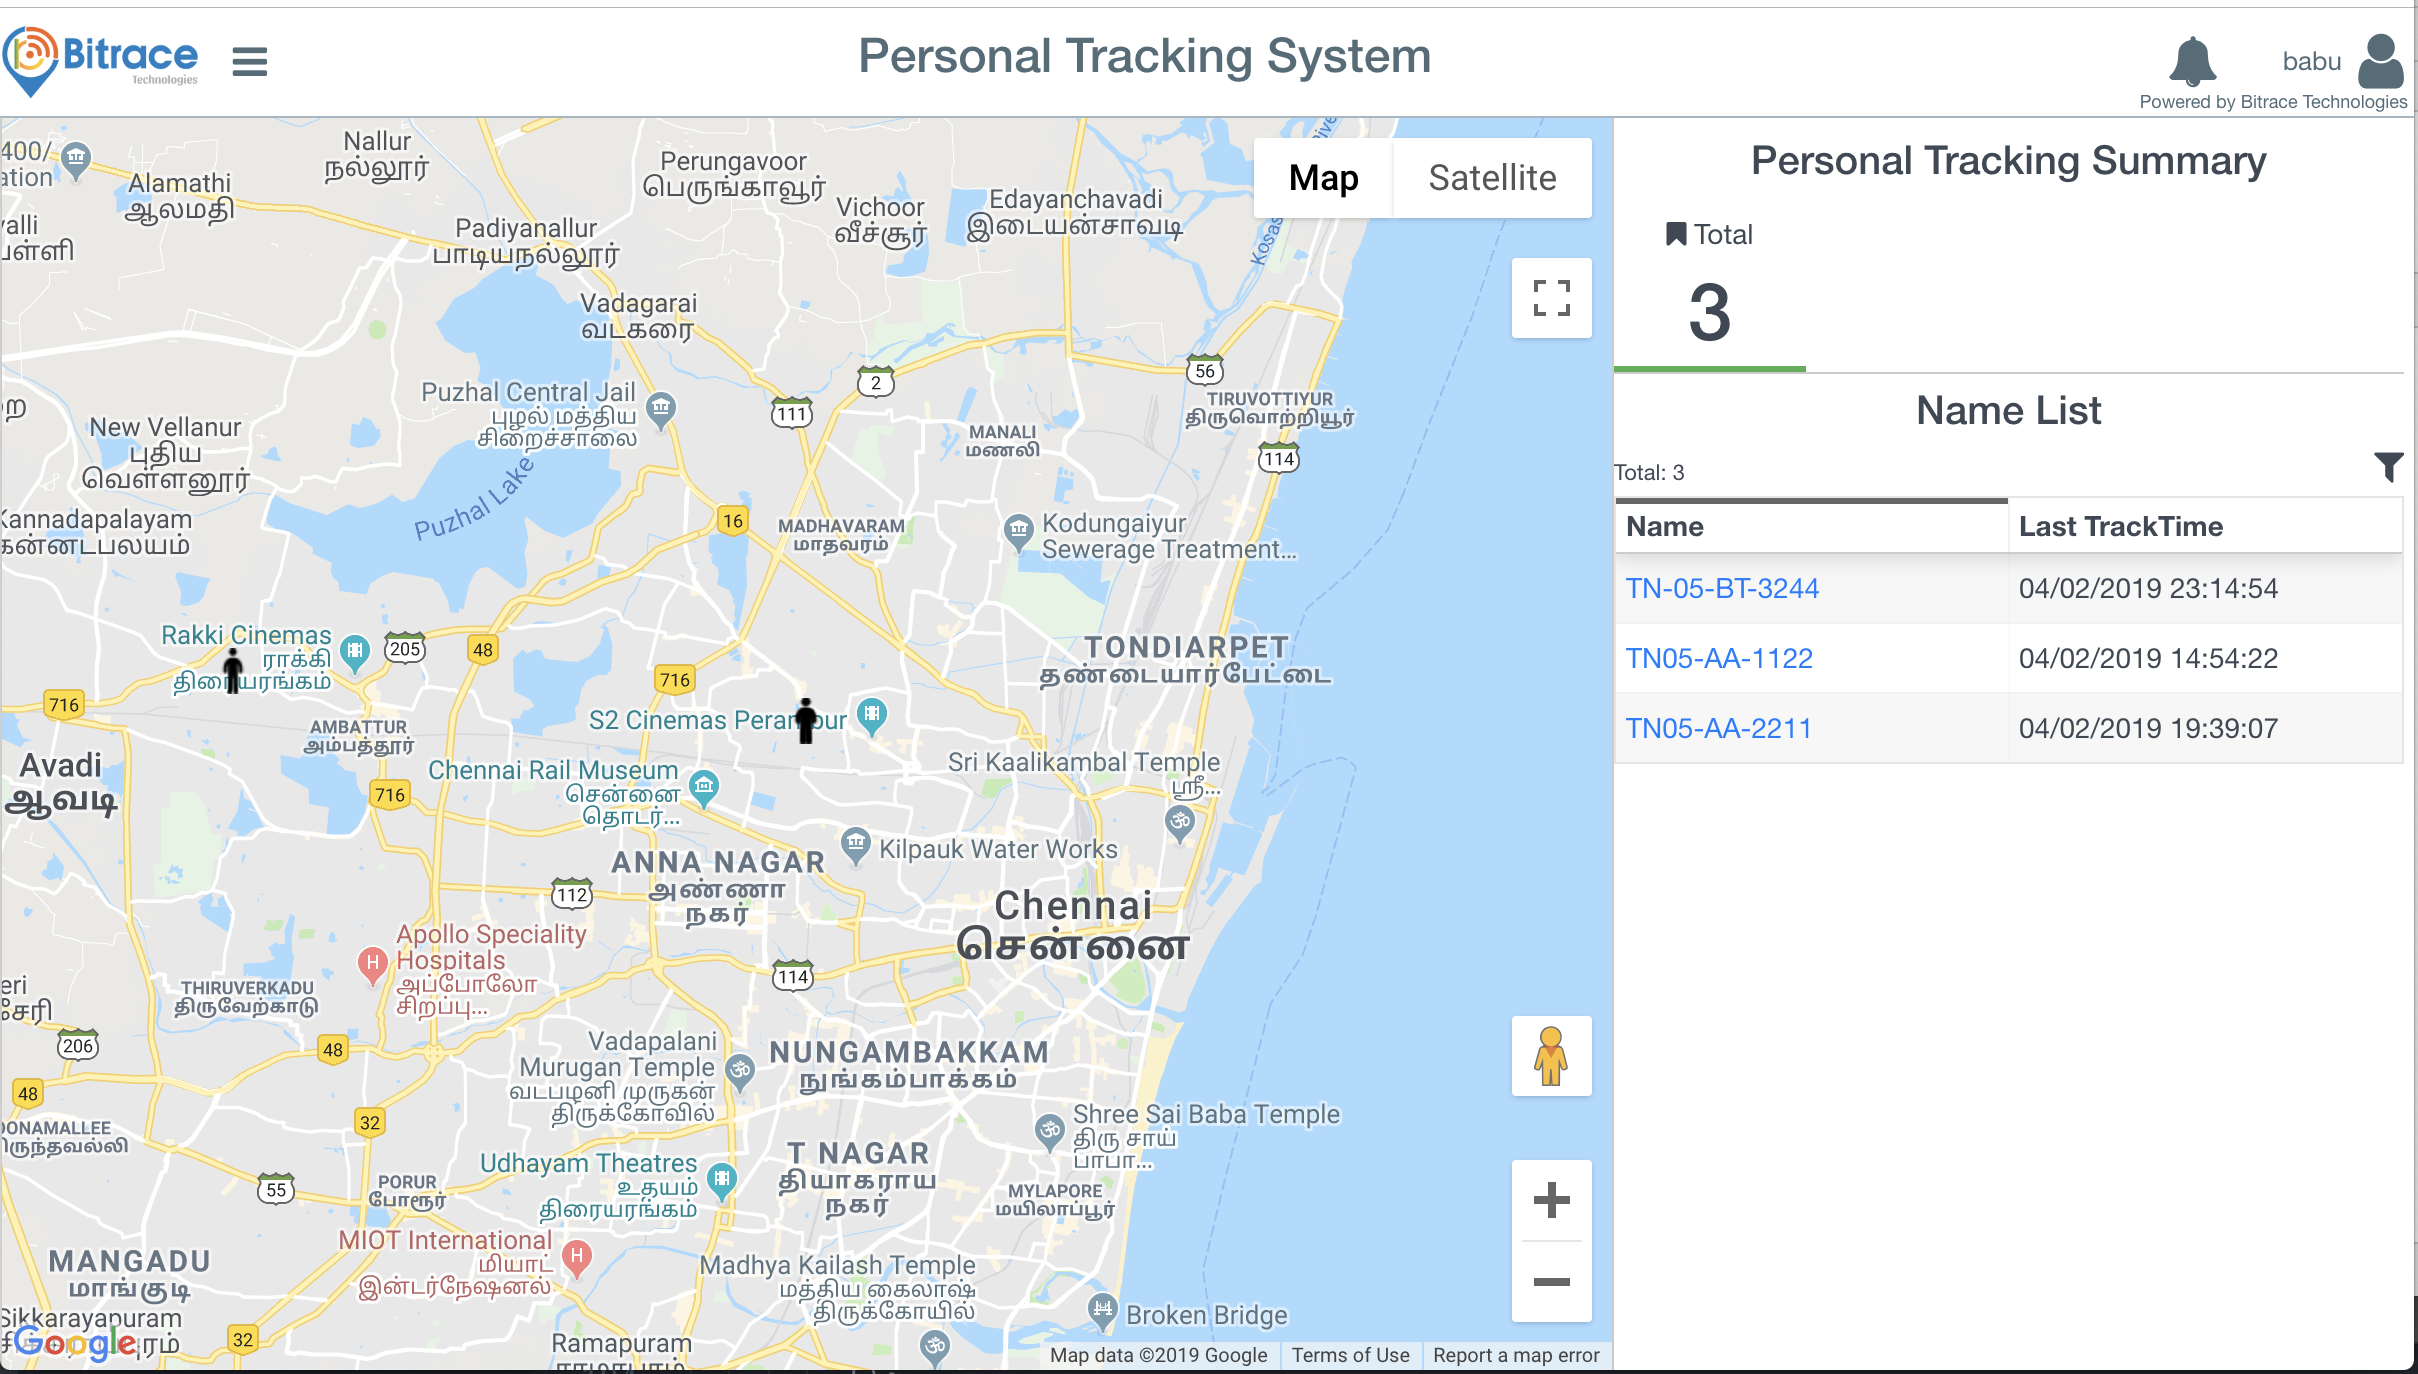 Bitrace
Technologies
Personal Tracking System
babu
Powered by Bitrace Technologies
Map
Satellite
400/
ation
Alamathi
ஆலமதி
Nallur
நல்லூர்
Perungavoor
பெருங்காவூர்
Vichoor
வீச்சூர்
Edayanchavadi
இடையன்சாவடி
Padiyanallur
பாடியநல்லூர்
Vadagarai
வடகரை
Puzhal Central Jail
புழல் மத்திய
சிறைச்சாலை
2
111
56
TIRUVOTTIYUR
திருவொற்றியூர்
MANALI
மணலி
114
New Vellanur
புதிய
வெள்ளனூர்
Puzhal Lake
Kannadapalayam
கன்னடபலயம்
16
MADHAVARAM
மாதவரம்
Kodungaiyur
Sewerage Treatment...
Rakki Cinemas
ராக்கி
திரையரங்கம்
205
48
716
716
TONDIARPET
தண்டையார்பேட்டை
S2 Cinemas Perambur
AMBATTUR
அம்பத்தூர்
Avadi
ஆவடி
716
Chennai Rail Museum
சென்னை
தொடர்...
Sri Kaalikambal Temple
ஸ்ரீ...
Kilpauk Water Works
ANNA NAGAR
அண்ணா
நகர்
112
Chennai
சென்னை
Apollo Speciality
Hospitals
அப்போலோ
சிறப்பு...
114
THIRUVERKADU
திருவேற்காடு
206
48
48
Vadapalani
Murugan Temple
வடபழனி முருகன்
திருக்கோவில்
NUNGAMBAKKAM
நுங்கம்பாக்கம்
32
Shree Sai Baba Temple
திரு சாய்
பாபா...
T NAGAR
தியாகராய
நகர்
Udhayam Theatres
உதயம்
திரையரங்கம்
55
PORUR
போரூர்
MYLAPORE
மயிலாப்பூர்
MIOT International
மியாட்
இன்டர்நேஷனல்
MANGADU
மாங்குடி
Madhya Kailash Temple
மத்திய கைலாஷ்
திருக்கோயில்
Sikkarayapuram
Google
32
Ramapuram
Broken Bridge
Map data ©2019 Google
Terms of Use
Report a map error
Personal Tracking Summary
Total
3
Name List
Total: 3
Name Last TrackTime
TN-05-BT-3244 04/02/2019 23:14:54
TN05-AA-1122 04/02/2019 14:54:22
TN05-AA-2211 04/02/2019 19:39:07